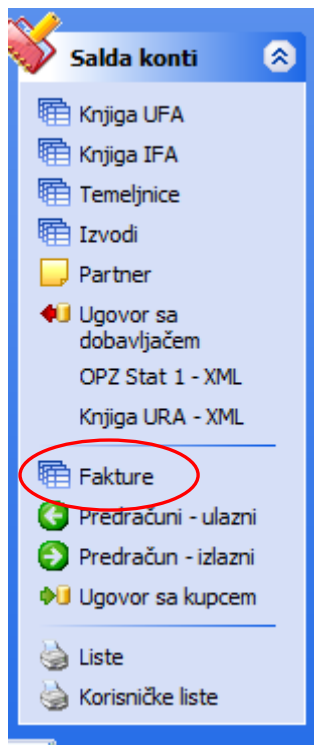 Salda konti
Knjiga UFA
Knjiga IFA
Temeljnice
Izvodi
Partner
Ugovor sa
dobavljačem
OPZ Stat 1 - XML
Knjiga URA - XML
Fakture
Predračuni - ulazni
Predračun - izlazni
Ugovor sa kupcem
Liste
Korisničke liste